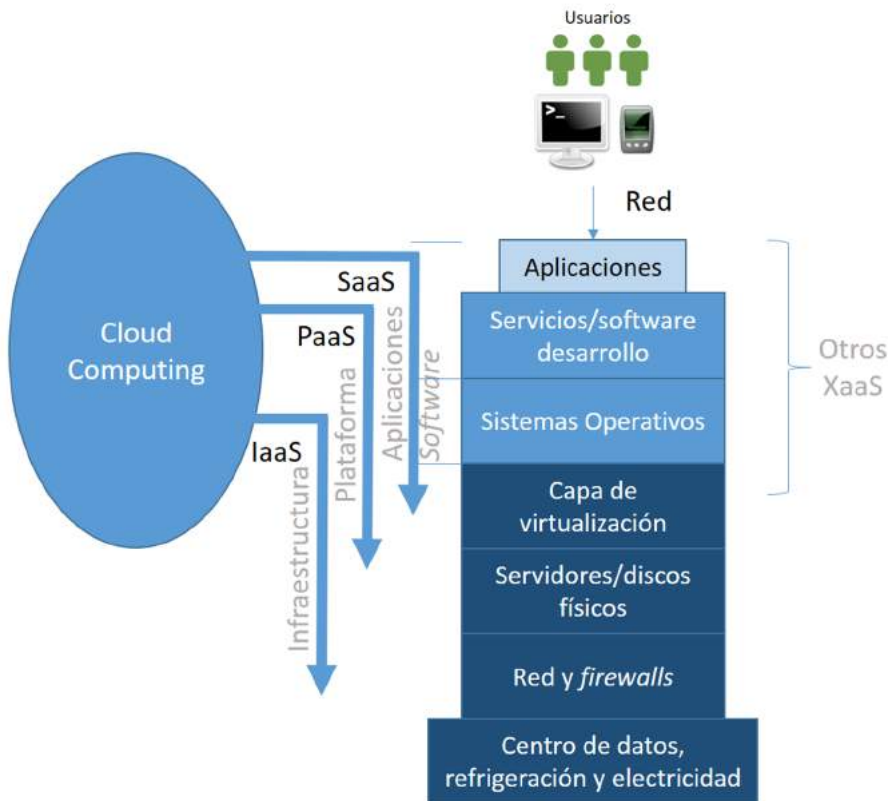 Usuarios
>_
Red
Aplicaciones
SaaS
Servicios/software
desarrollo
Cloud
Computing
PaaS
Aplicaciones
Software
Otros
XaaS
Plataforma
Sistemas Operativos
IaaS
Infraestructura
Capa de
virtualización
Servidores/discos
físicos
Red y firewalls
Centro de datos,
refrigeración y electricidad